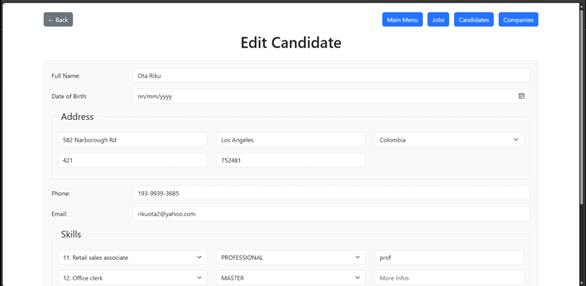 ← Back
Main Menu Jobs Candidates Companies
Edit Candidate
Full Name: Ota Riku
Date of Birth: nn/mm/yyyy
Address
582 Narborough Rd Los Angeles Colombia
421 752481
Phone: 193-9939-3685
Email: rikuota2@yahoo.com
Skills
11. Retail sales associate PROFESSIONAL prof
12. Office clerk MASTER More Infos